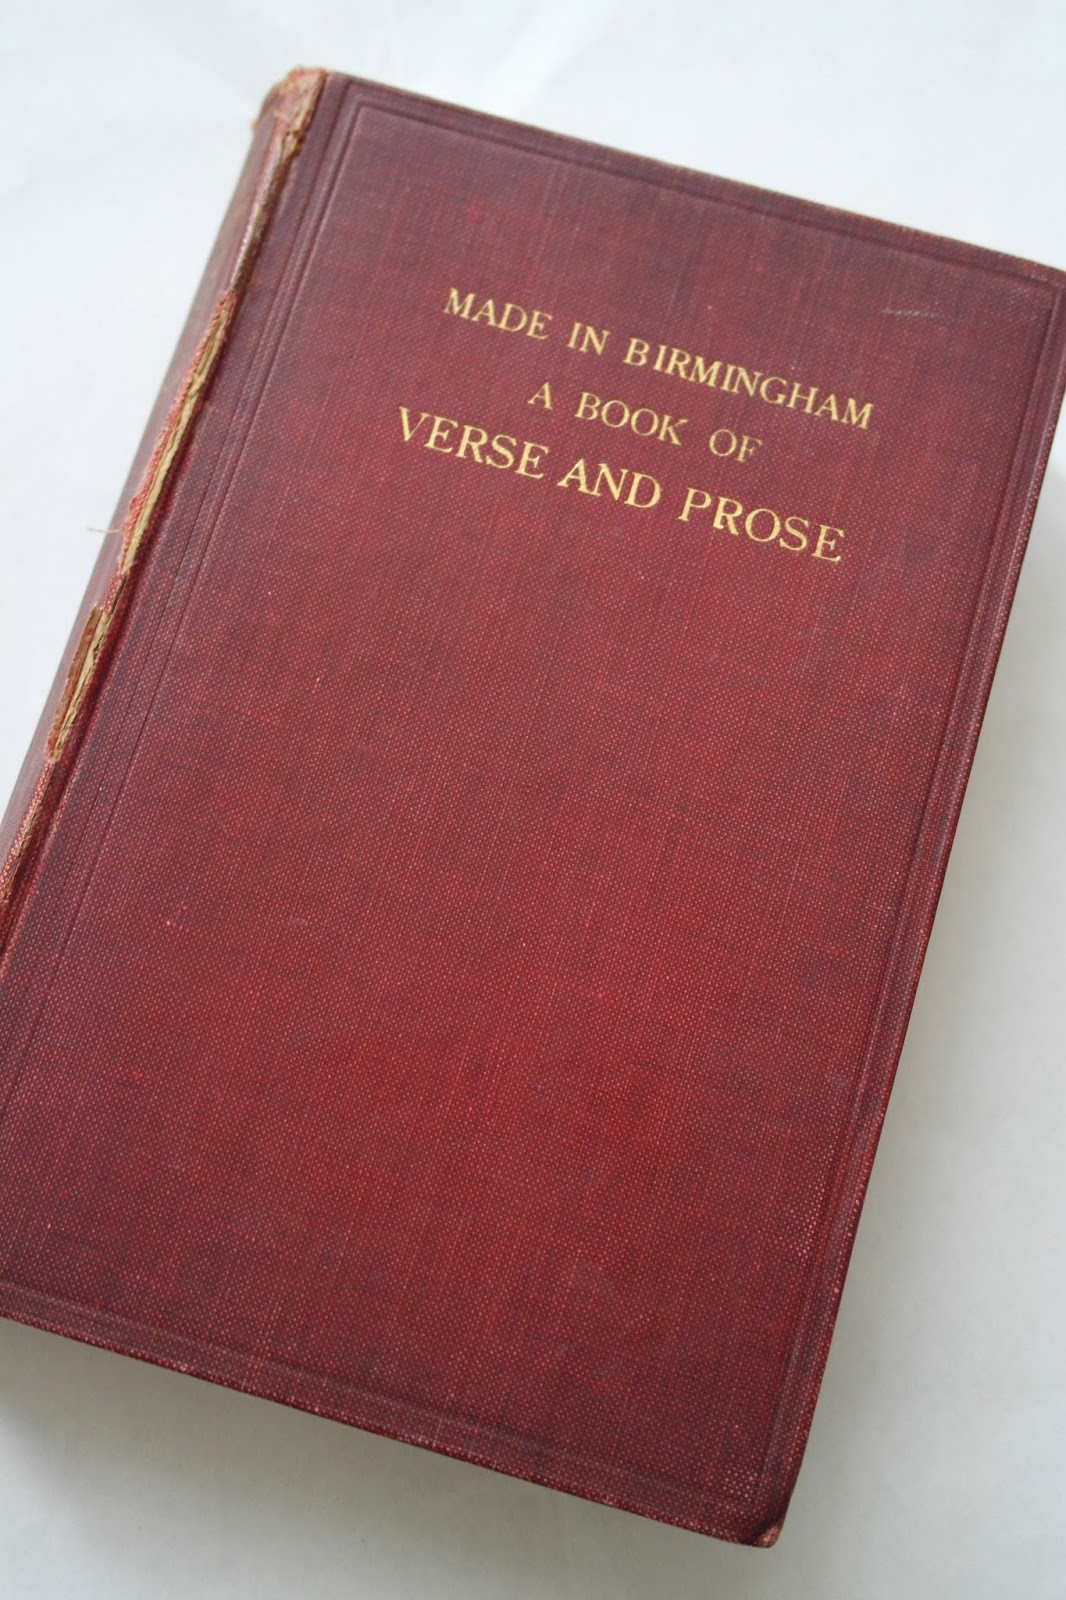 MADE IN BIRMINGHAM
A BOOK OF
VERSE AND PROSE